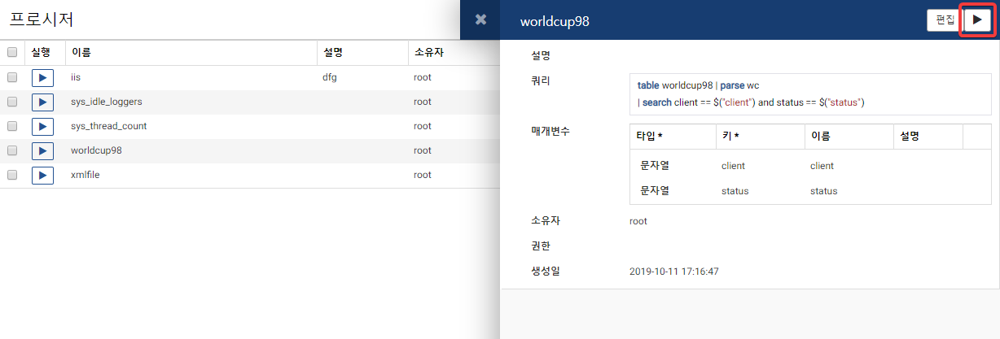 프로시저
실행 이름 설명 소유자
iis dfg root
sys_idle_loggers root
sys_thread_count root
worldcup98 root
xmlfile root
worldcup98 편집
설명
쿼리
table worldcup98 | parse wc
| search client == $("client") and status == $("status")
매개변수
타입 * 키 * 이름 설명
문자열 client client
문자열 status status
소유자 root
권한
생성일 2019-10-11 17:16:47